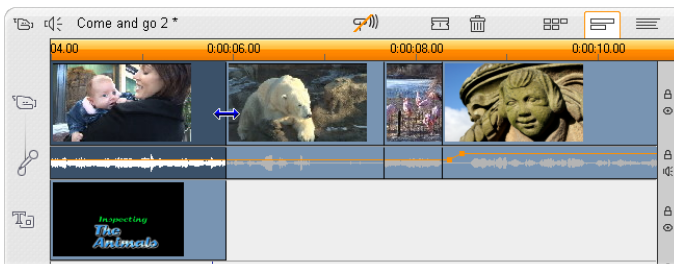 Come and go 2 *
04.00 0:00:06.00 0:00:08.00 0:00:10.00
T
Inspecting
The
Animals